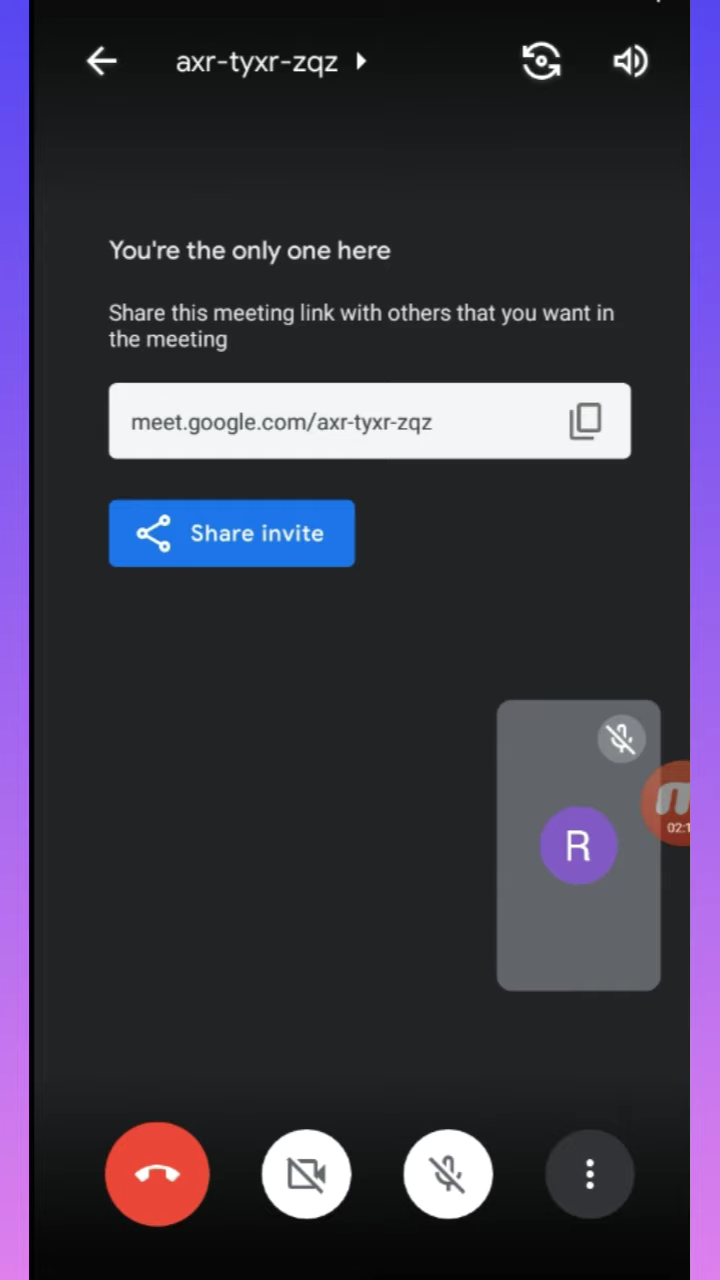 axr-tyxr-zqz
You're the only one here
Share this meeting link with others that you want in
the meeting
meet.google.com/axr-tyxr-zqz
Share invite
R